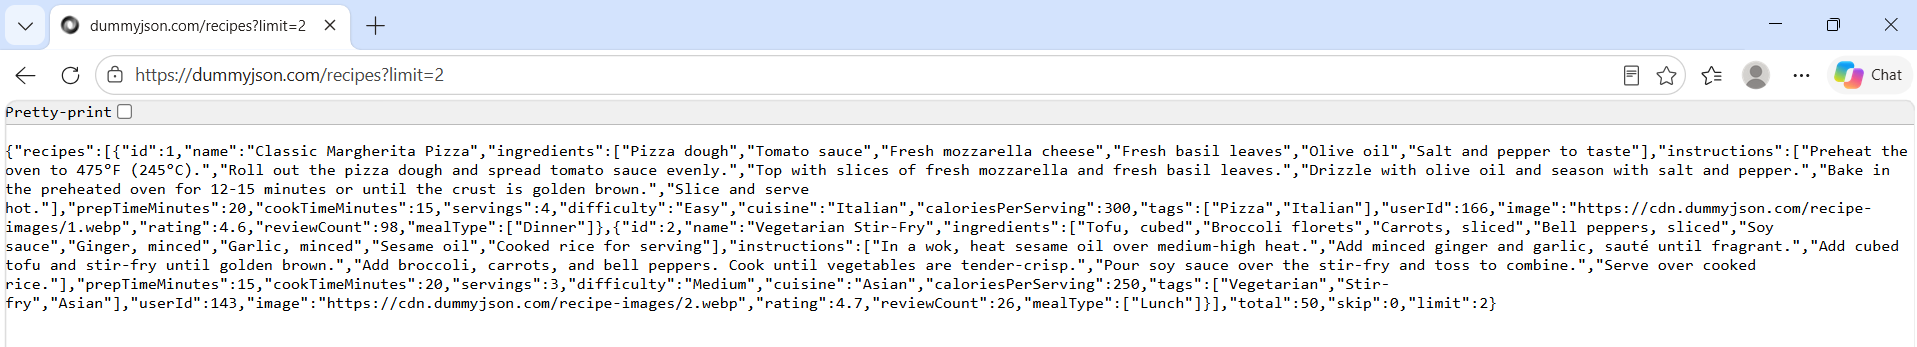 dummyjson.com/recipes?limit=2
https://dummyjson.com/recipes?limit=2
Chat
Pretty-print
{"recipes":[{"id":1,"name":"Classic Margherita Pizza","ingredients":["Pizza dough","Tomato sauce","Fresh mozzarella cheese","Fresh basil leaves","Olive oil","Salt and pepper to taste"],"instructions":["Preheat the
oven to 475°F (245°C).","Roll out the pizza dough and spread tomato sauce evenly.","Top with slices of fresh mozzarella and fresh basil leaves.","Drizzle with olive oil and season with salt and pepper.","Bake in
the preheated oven for 12-15 minutes or until the crust is golden brown.","Slice and serve
hot."],"prepTimeMinutes":20,"cookTimeMinutes":15,"servings":4,"difficulty":"Easy","cuisine":"Italian","caloriesPerServing":300,"tags":["Pizza","Italian"],"userId":166,"image":"https://cdn.dummyjson.com/recipe-
images/1.webp","rating":4.6,"reviewCount":98,"mealType":["Dinner"]},{"id":2,"name":"Vegetarian Stir-Fry","ingredients":["Tofu, cubed","Broccoli florets","Carrots, sliced","Bell peppers, sliced","Soy
sauce","Ginger, minced","Garlic, minced","Sesame oil","Cooked rice for serving"],"instructions":["In a wok, heat sesame oil over medium-high heat.","Add minced ginger and garlic, sauté until fragrant.","Add cubed
tofu and stir-fry until golden brown.","Add broccoli, carrots, and bell peppers. Cook until vegetables are tender-crisp.","Pour soy sauce over the stir-fry and toss to combine.","Serve over cooked
rice."],"prepTimeMinutes":15,"cookTimeMinutes":20,"servings":3,"difficulty":"Medium","cuisine":"Asian","caloriesPerServing":250,"tags":["Vegetarian","Stir-
fry","Asian"],"userId":143,"image":"https://cdn.dummyjson.com/recipe-images/2.webp","rating":4.7,"reviewCount":26,"mealType":["Lunch"]}],"total":50,"skip":0,"limit":2}